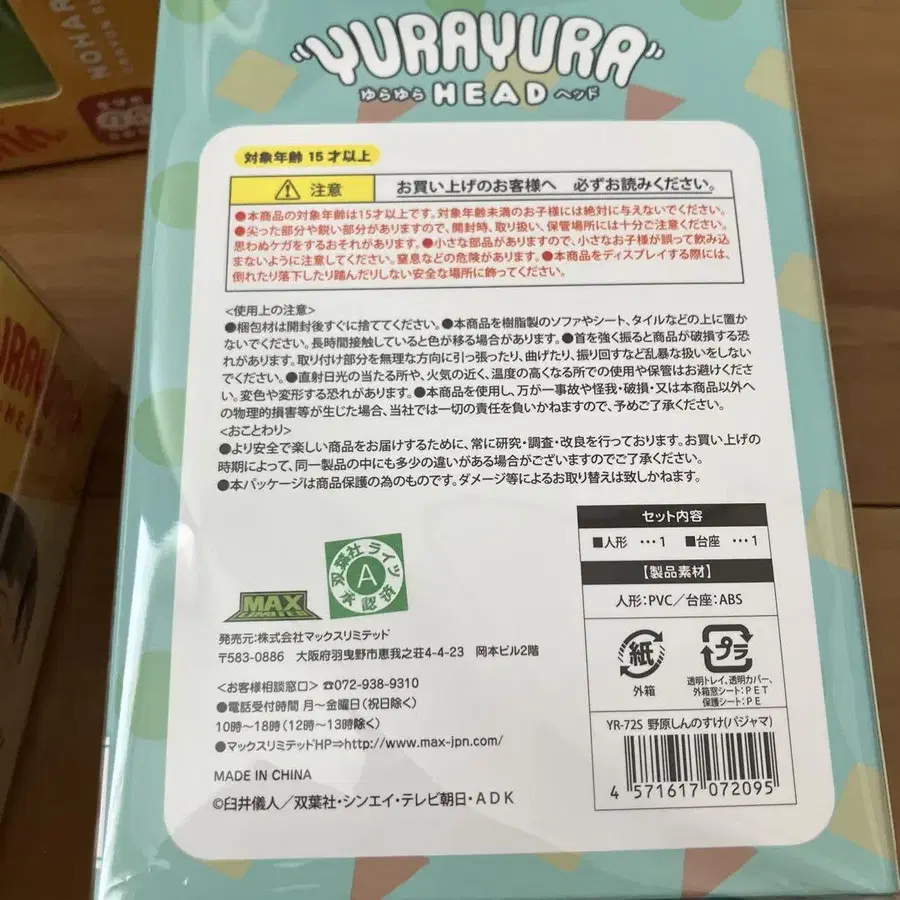 "YURAYURA"
ゆらゆら HEAD ヘッド
対象年齢 15才以上
注意 お買い上げのお客様へ 必ずお読みください。
●本商品の対象年齢は15才以上です。対象年齢未満のお子様には絶対に与えないでください。
●尖った部分や鋭い部分がありますので、開封時、取り扱い、保管場所には十分ご注意ください。
思わぬケガをするおそれがあります。●小さな部品がありますので、小さなお子様が誤って飲み込
まないように注意してください。窒息などの危険があります。●本商品をディスプレイする際には、
倒れたり落下したり踏んだりしない安全な場所に飾ってください。
<使用上の注意>
●梱包材は開封後すぐに捨ててください。●本商品を樹脂製のソファやシート、タイルなどの上に置か
ないでください。長時間接触していると色が移る場合があります。●首を強く振ると商品が破損する恐
れがあります。取り付け部分を無理な方向に引っ張ったり、曲げたり、振り回すなど乱暴な扱いをしない
でください。●直射日光の当たる所や、火気の近く、温度の高くなる所での使用や保管はお避けくださ
い。変色や変形する恐れがあります。●本商品を使用し、万が一事故や怪我・破損・又は本商品以外へ
の物理的損害等が生じた場合、当社では一切の責任を負いかねますので、予めご了承ください。
<おことわり>
●より安全で楽しい商品をお届けするために、常に研究・調査・改良を行っております。お買い上げの
時期によって、同一製品の中にも多少の違いがある場合がございますのでご了承ください。
●本パッケージは商品保護の為のものです。ダメージ等によるお取り替えは致しかねます。
セット内容
■人形 …1 ■台座 …1
【製品素材】
人形:PVC/台座:ABS
紙
外箱
プラ
透明トレイ、透明カバー、
外箱窓シート:PET
保護シート:PE
YR-72S 野原しんのすけ(パジャマ)
4 571617 072095
双葉社ライツ
A
承認済
MAX
LIMITED
発売元:株式会社マックスリミテッド
〒583-0886 大阪府羽曳野市恵我之荘4-4-23 岡本ビル2階
<お客様相談窓口> ☎072-938-9310
●電話受付時間 月〜金曜日(祝日除く)
10時〜18時(12時〜13時除く)
●マックスリミテッドHP⇒http://www.max-jpn.com/
MADE IN CHINA
©臼井儀人/双葉社・シンエイ・テレビ朝日・ADK
NOHAR